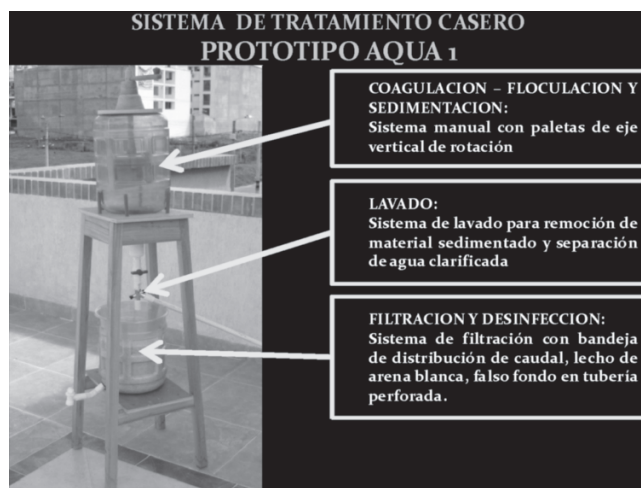 SISTEMA DE TRATAMIENTO CASERO
PROTOTIPO AQUA 1
COAGULACION – FLOCULACION Y
SEDIMENTACION:
Sistema manual con paletas de eje
vertical de rotación
LAVADO:
Sistema de lavado para remoción de
material sedimentado y separación
de agua clarificada
FILTRACION Y DESINFECCION:
Sistema de filtración con bandeja
de distribución de caudal, lecho de
arena blanca, falso fondo en tubería
perforada.